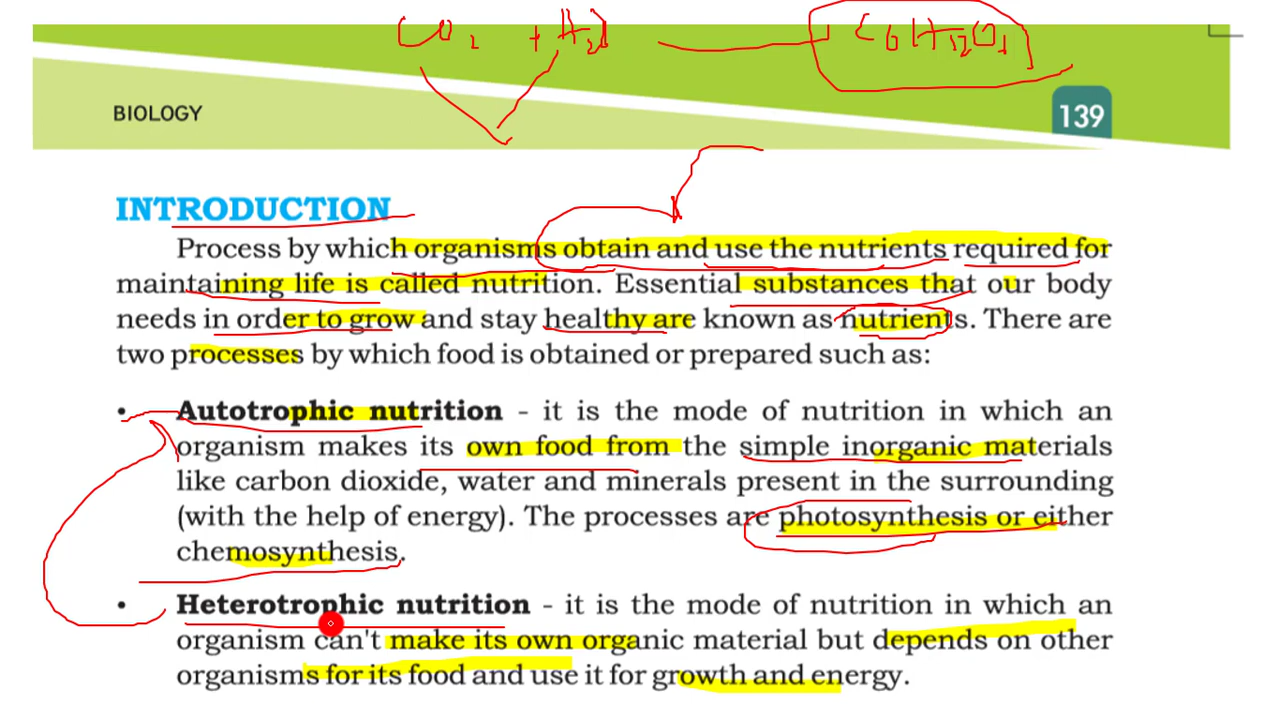 CO2 + H2O C6H12O6
BIOLOGY
139
INTRODUCTION
Process by which organisms obtain and use the nutrients required for
maintaining life is called nutrition. Essential substances that our body
needs in order to grow and stay healthy are known as nutrients. There are
two processes by which food is obtained or prepared such as:
• Autotrophic nutrition - it is the mode of nutrition in which an
organism makes its own food from the simple inorganic materials
like carbon dioxide, water and minerals present in the surrounding
(with the help of energy). The processes are photosynthesis or either
chemosynthesis.
• Heterotrophic nutrition - it is the mode of nutrition in which an
organism can't make its own organic material but depends on other
organisms for its food and use it for growth and energy.